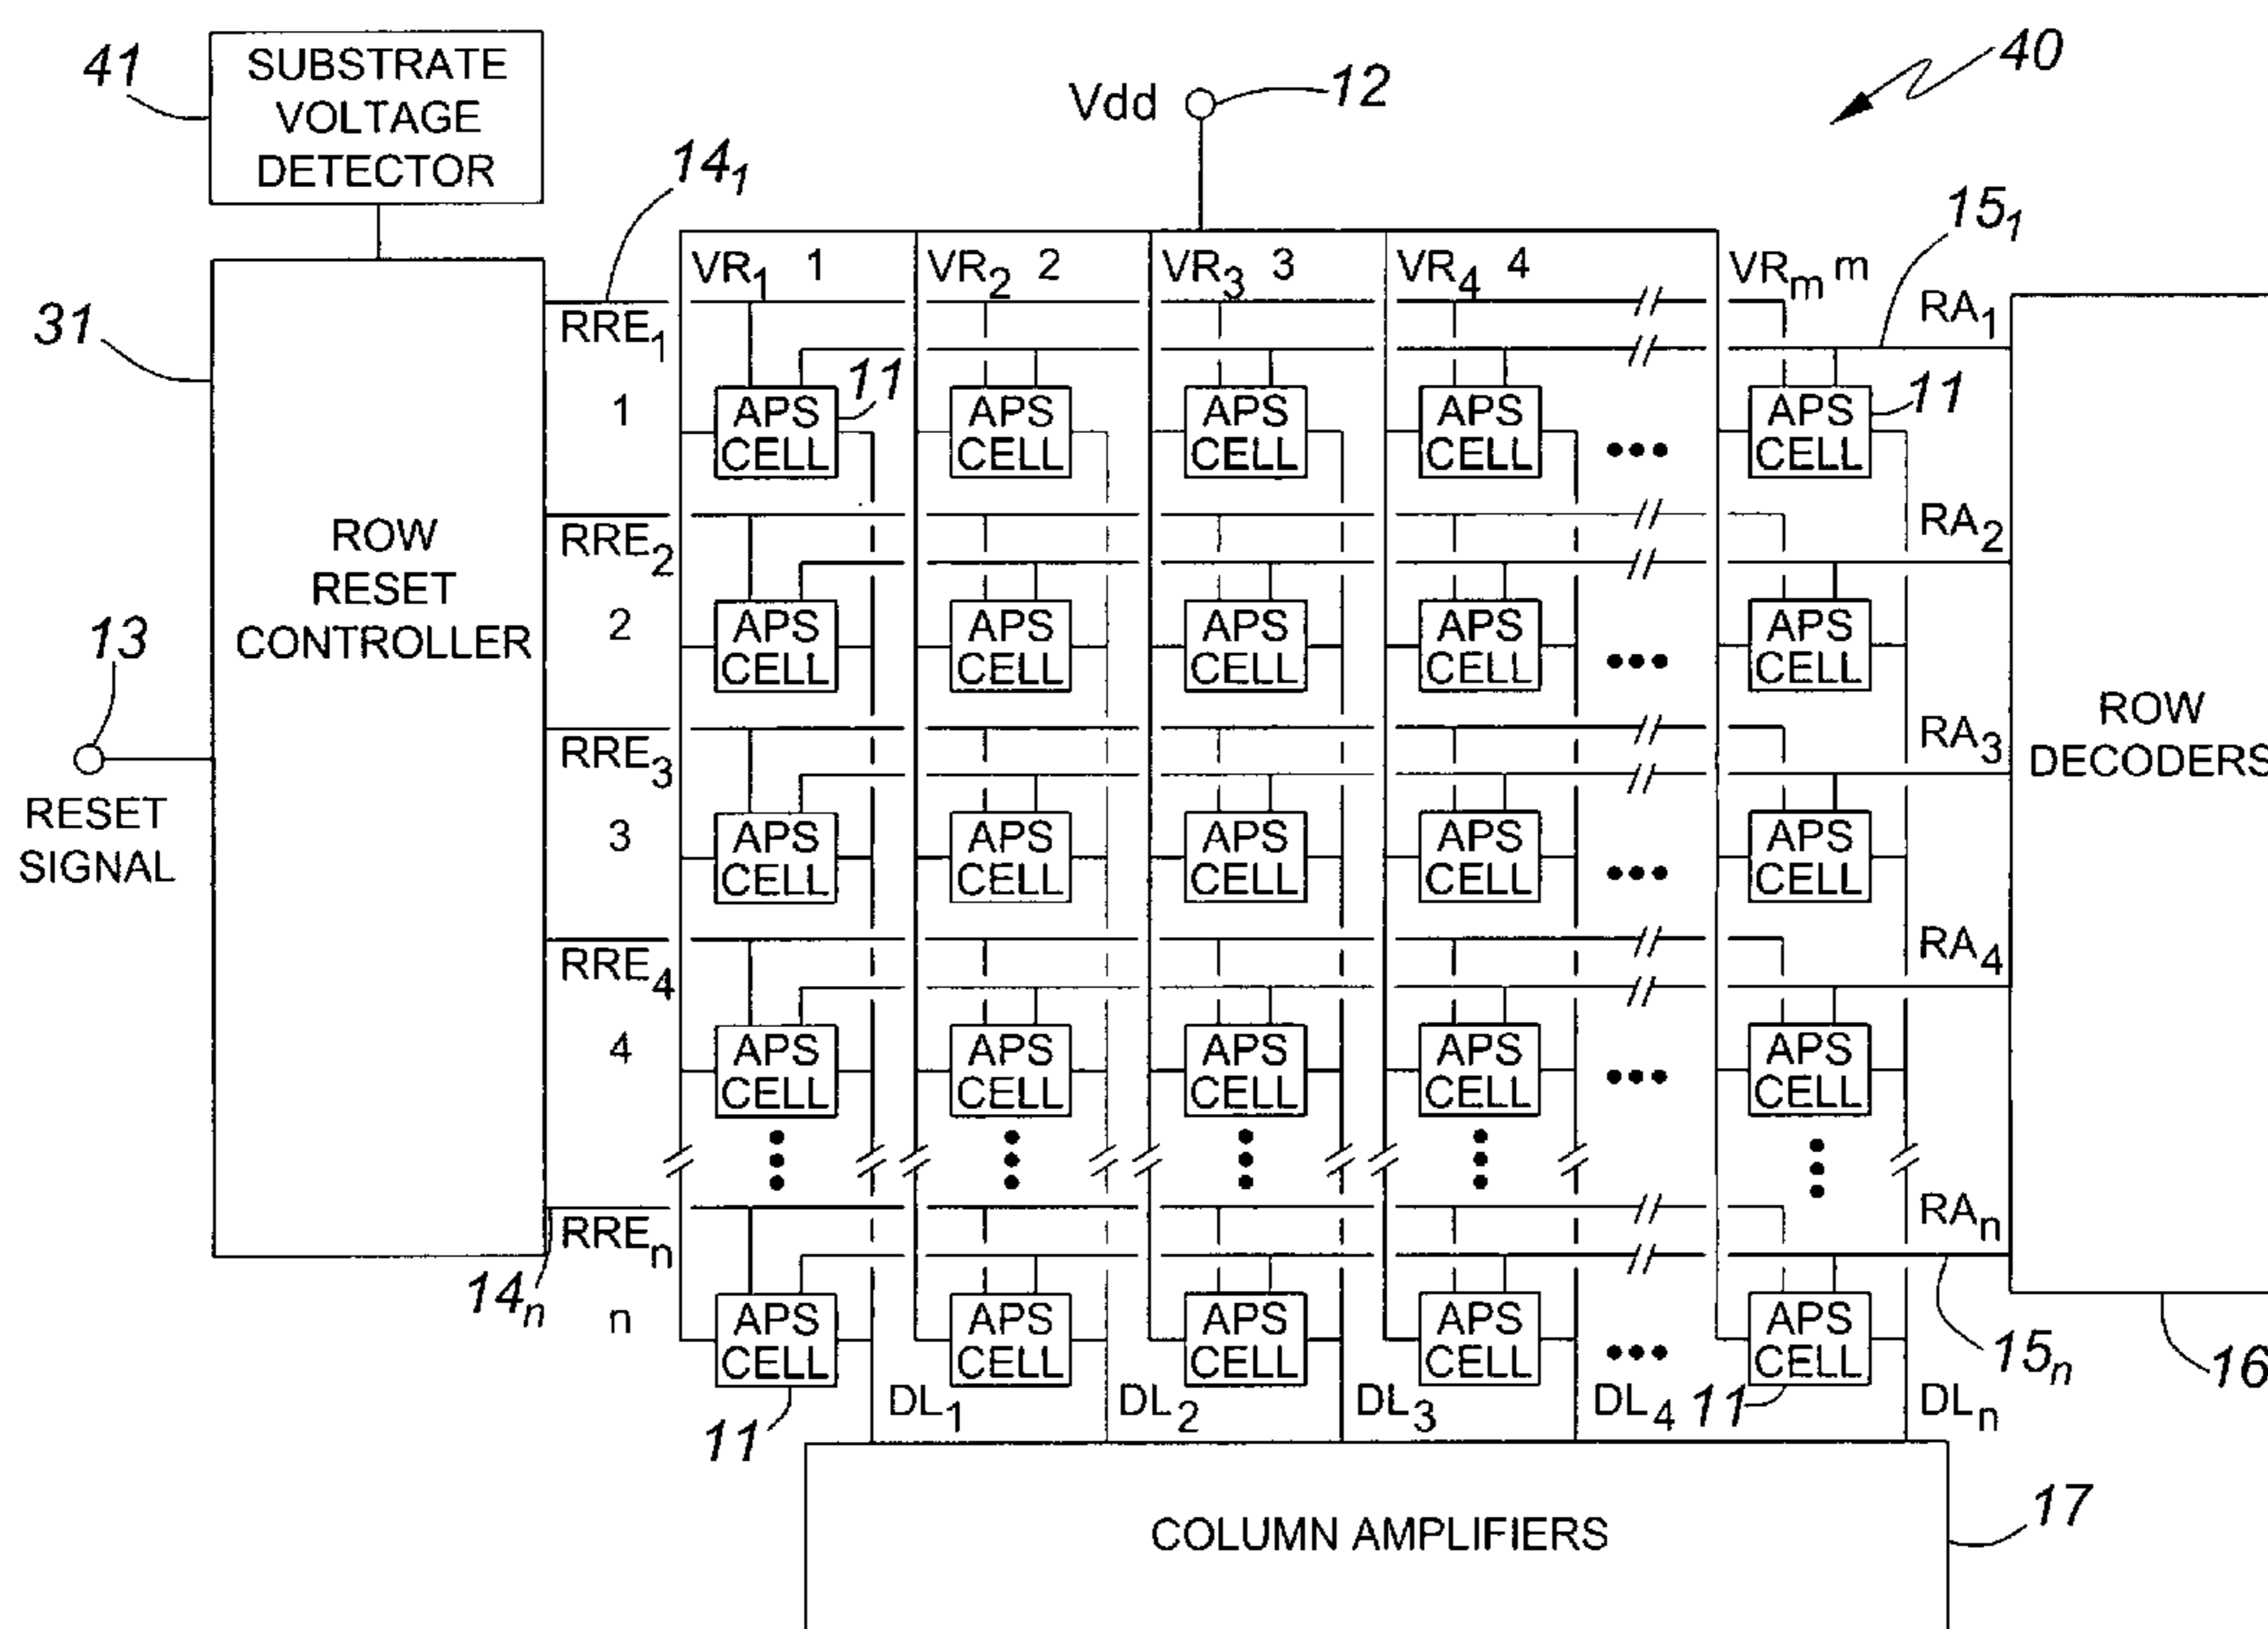 41
SUBSTRATE
VOLTAGE
DETECTOR
Vdd
12
40
14₁
15₁
VR₁ 1 VR₂ 2 VR₃ 3 VR₄ 4 VRₘ m
RA₁
31
RRE₁
1
APS CELL 11 APS CELL APS CELL APS CELL ••• APS CELL 11
ROW
RESET
CONTROLLER
RRE₂
RA₂
2
APS CELL APS CELL APS CELL APS CELL ••• APS CELL
13
RESET
SIGNAL
RRE₃
RA₃
ROW
DECODERS
3
APS CELL APS CELL APS CELL APS CELL ••• APS CELL
RRE₄
RA₄
4
APS CELL APS CELL APS CELL APS CELL ••• APS CELL
RREₙ
RAₙ
14ₙ
n
APS CELL APS CELL APS CELL APS CELL ••• APS CELL
15ₙ
16
11
DL₁ DL₂ DL₃ DL₄ 11 DLₙ
COLUMN AMPLIFIERS
17